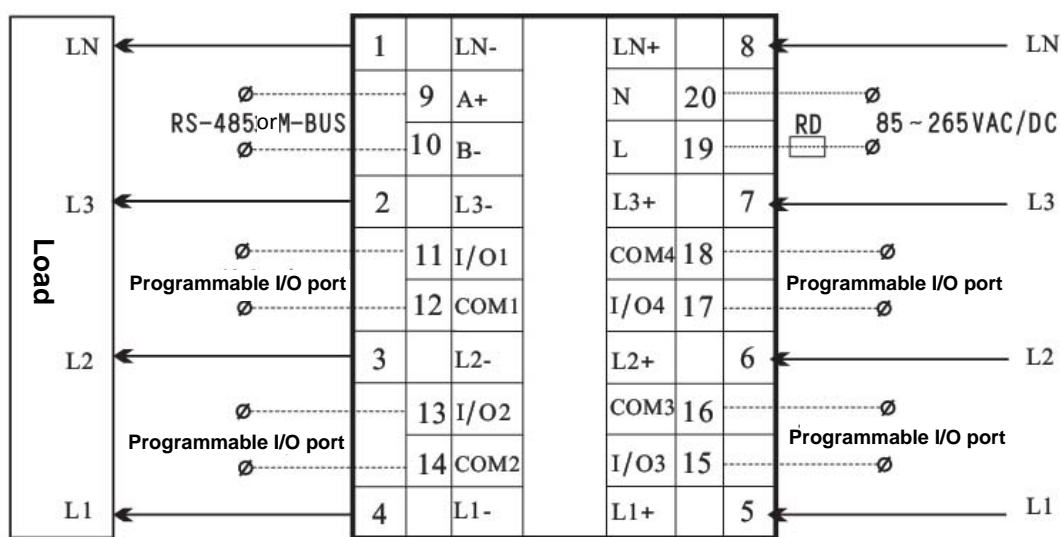 LN 1 LN- LN+ 8 LN
9 A+ N 20
RS-485 or M-BUS RD 85~265VAC/DC
10 B- L 19
L3 2 L3- L3+ 7 L3
11 I/O1 COM4 18
Load
Programmable I/O port Programmable I/O port
12 COM1 I/O4 17
L2 3 L2- L2+ 6 L2
13 I/O2 COM3 16
Programmable I/O port Programmable I/O port
14 COM2 I/O3 15
L1 4 L1- L1+ 5 L1